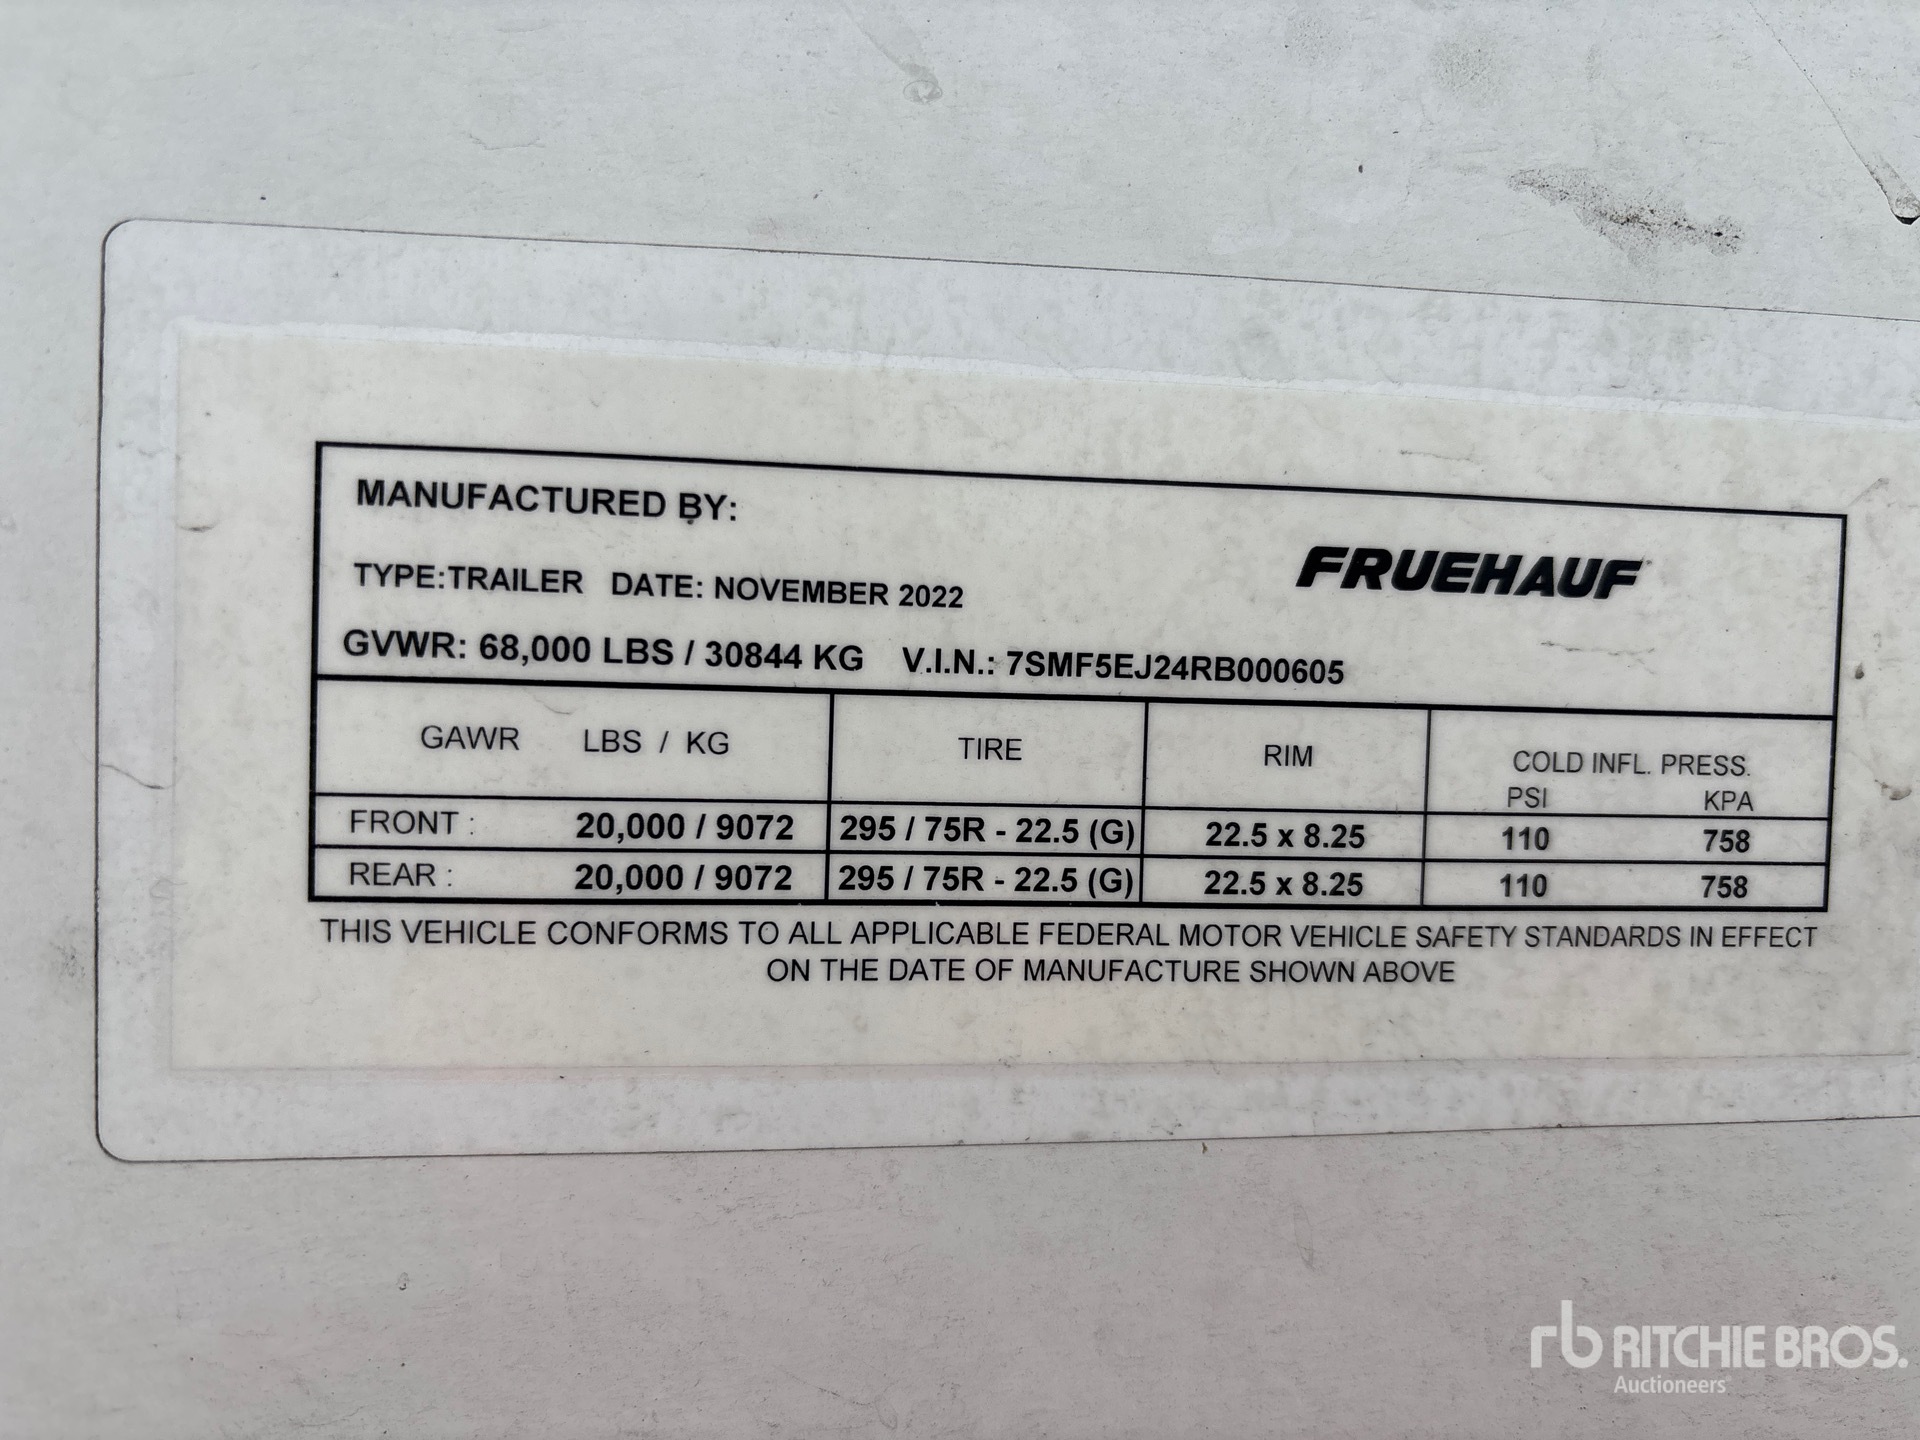 MANUFACTURED BY:
FRUEHAUF
TYPE:TRAILER DATE: NOVEMBER 2022
GVWR: 68,000 LBS / 30844 KG V.I.N.: 7SMF5EJ24RB000605
GAWR LBS / KG TIRE RIM COLD INFL. PRESS.
PSI KPA
FRONT : 20,000 / 9072 295 / 75R - 22.5 (G) 22.5 x 8.25 110 758
REAR : 20,000 / 9072 295 / 75R - 22.5 (G) 22.5 x 8.25 110 758
THIS VEHICLE CONFORMS TO ALL APPLICABLE FEDERAL MOTOR VEHICLE SAFETY STANDARDS IN EFFECT
ON THE DATE OF MANUFACTURE SHOWN ABOVE
rb RITCHIE BROS.
Auctioneers